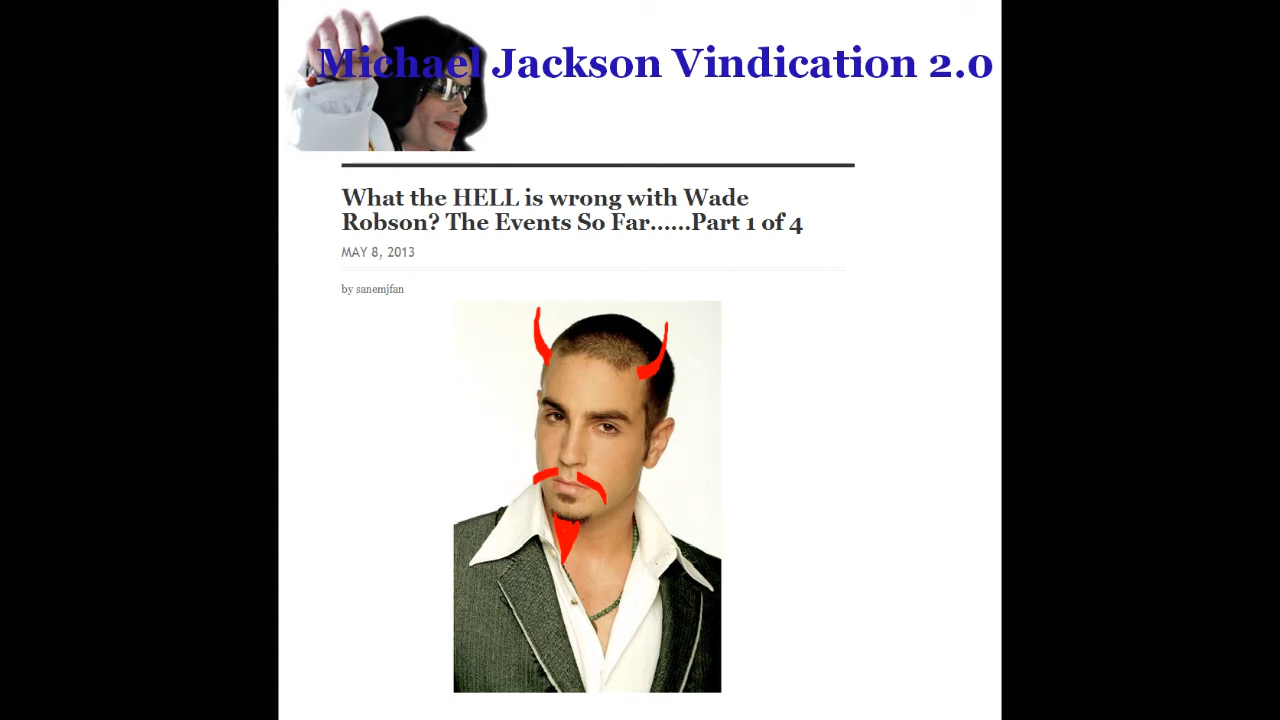 Michael Jackson Vindication 2.0
What the HELL is wrong with Wade
Robson? The Events So Far......Part 1 of 4
MAY 8, 2013
by sanemjfan